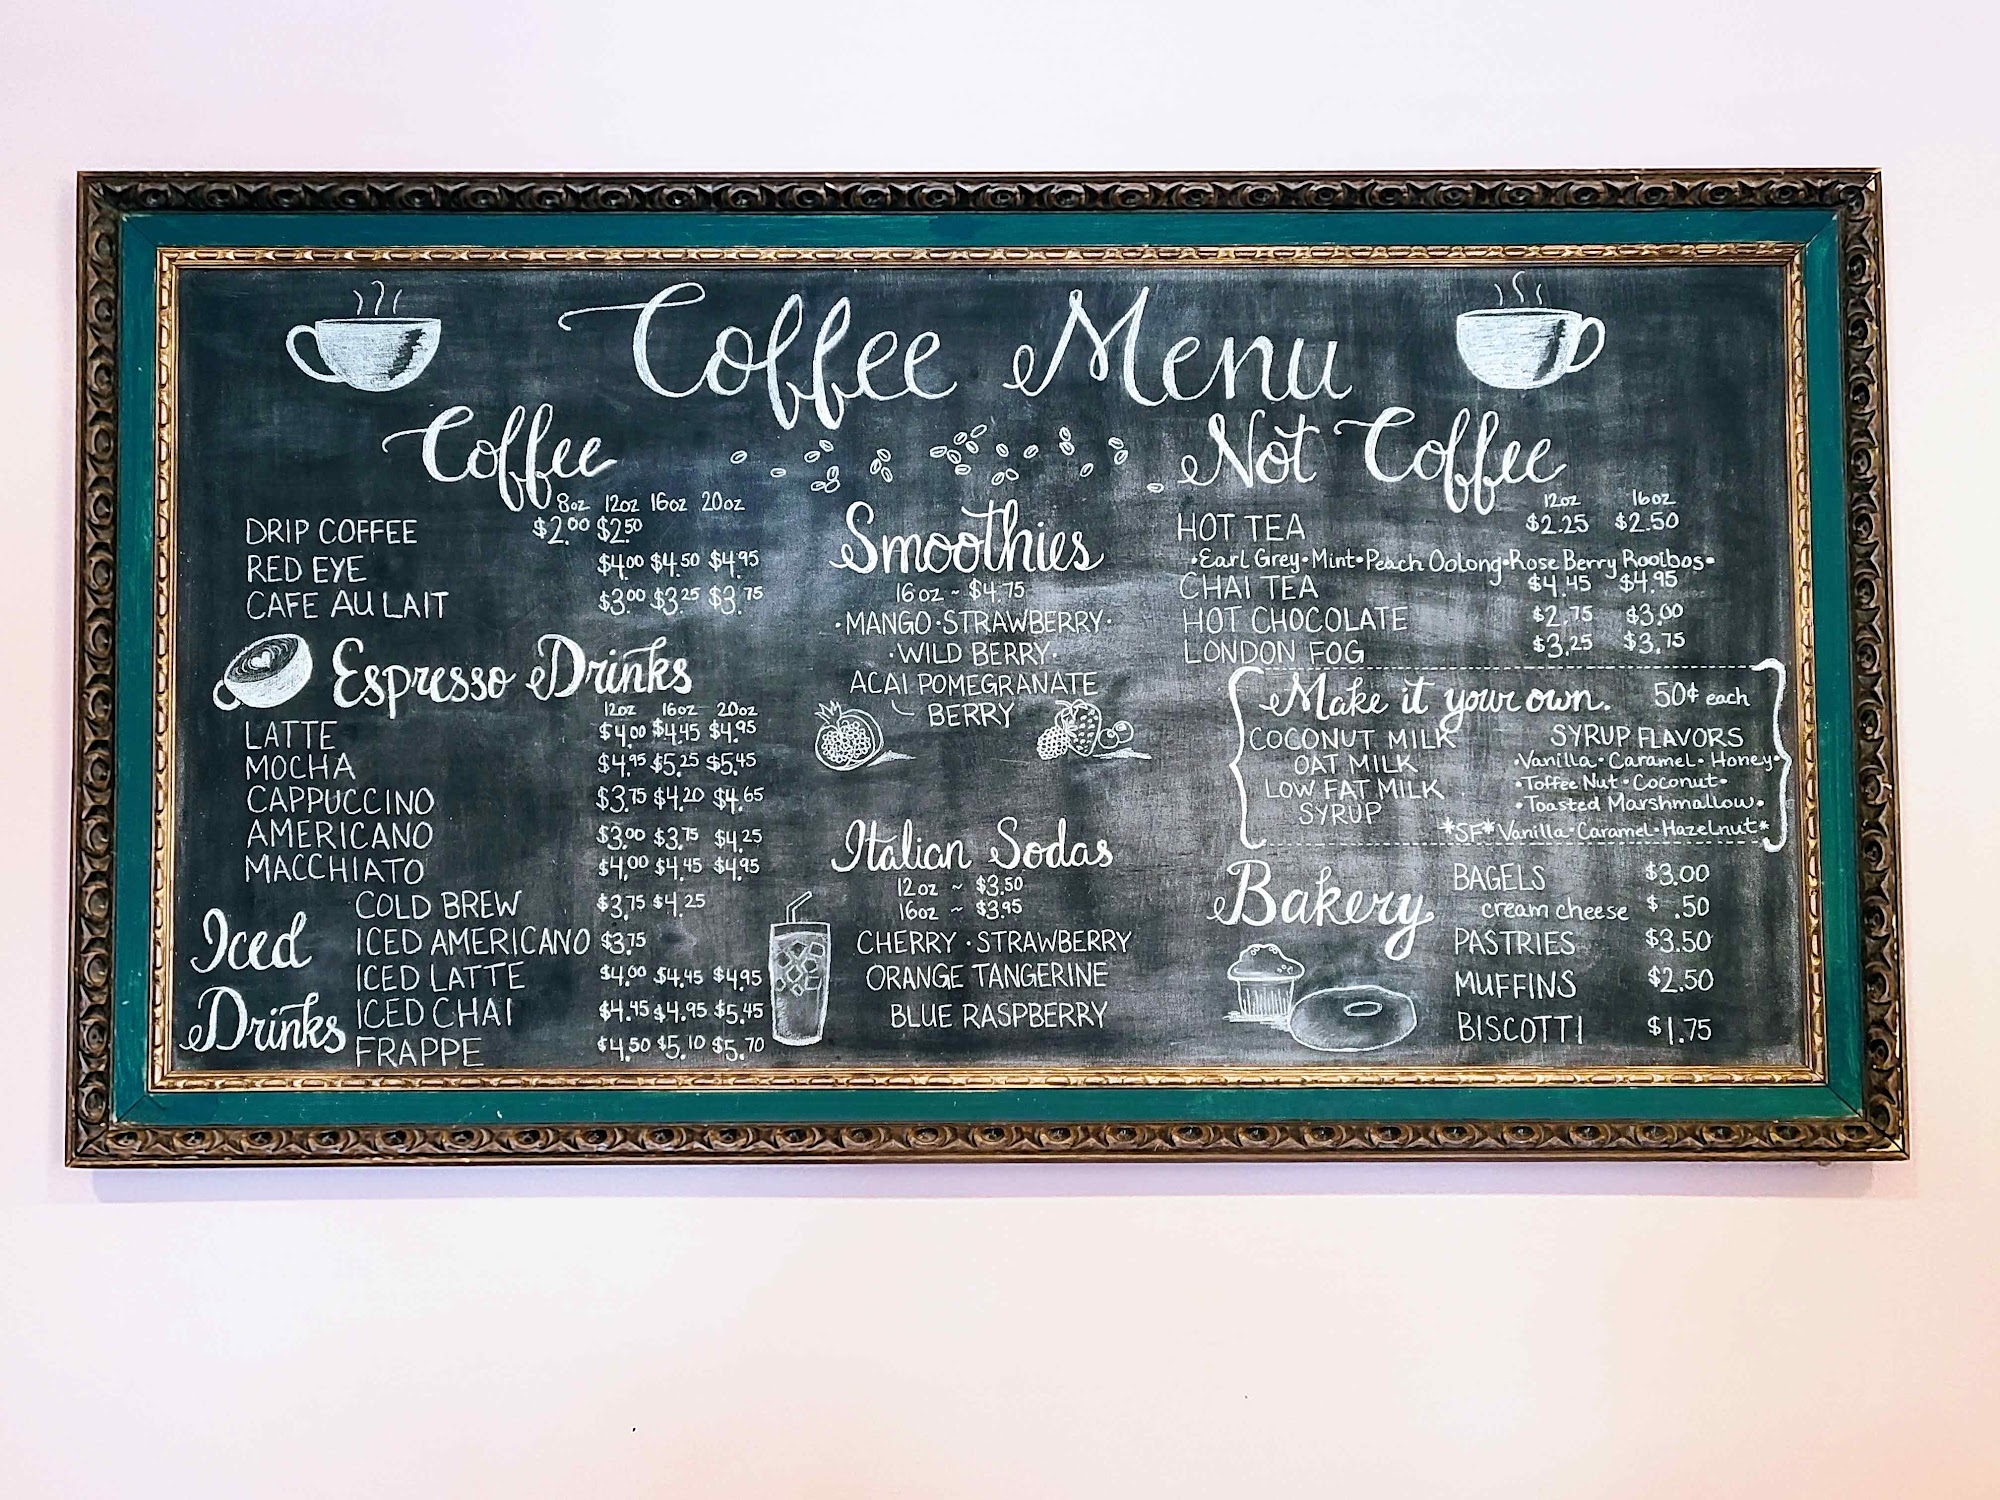 Coffee Menu
Coffee
8oz 12oz 16oz 20oz
DRIP COFFEE $2.00 $2.50
RED EYE $4.00 $4.50 $4.95
CAFE AU LAIT $3.00 $3.25 $3.75
Espresso Drinks
12oz 16oz 20oz
LATTE $4.00 $4.45 $4.95
MOCHA $4.95 $5.25 $5.45
CAPPUCCINO $3.75 $4.20 $4.65
AMERICANO $3.00 $3.75 $4.25
MACCHIATO $4.00 $4.45 $4.95
Iced Drinks
COLD BREW $3.75 $4.25
ICED AMERICANO $3.75
ICED LATTE $4.00 $4.45 $4.95
ICED CHAI $4.45 $4.95 $5.45
FRAPPE $4.50 $5.10 $5.70
Smoothies
16oz ~ $4.75
•MANGO•STRAWBERRY•
•WILD BERRY•
ACAI POMEGRANATE
BERRY
Italian Sodas
12oz ~ $3.50
16oz ~ $3.95
CHERRY • STRAWBERRY
ORANGE TANGERINE
BLUE RASPBERRY
Not Coffee
12oz 16oz
HOT TEA $2.25 $2.50
•Earl Grey•Mint•Peach Oolong•Rose Berry Rooibos•
CHAI TEA $4.45 $4.95
HOT CHOCOLATE $2.75 $3.00
LONDON FOG $3.25 $3.75
Make it your own. 50¢ each
COCONUT MILK
OAT MILK
LOW FAT MILK
SYRUP
SYRUP FLAVORS
•Vanilla•Caramel•Honey•
•Toffee Nut•Coconut•
•Toasted Marshmallow•
*SF* Vanilla•Caramel•Hazelnut*
Bakery
BAGELS $3.00
cream cheese $ .50
PASTRIES $3.50
MUFFINS $2.50
BISCOTTI $1.75